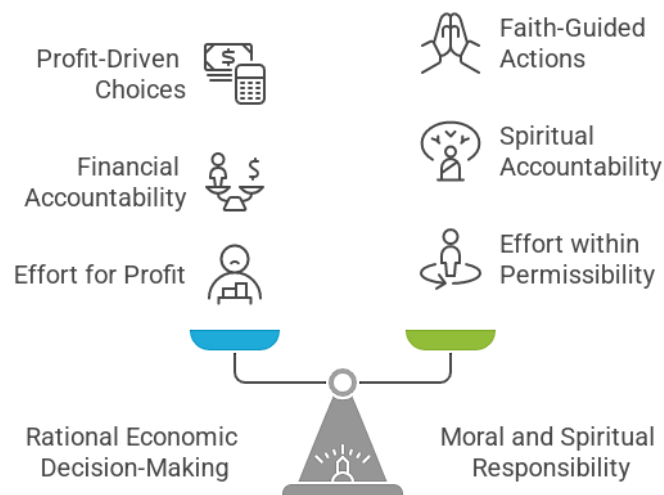 Profit-Driven
Choices
Financial
Accountability
Effort for Profit
Faith-Guided
Actions
Spiritual
Accountability
Effort within
Permissibility
Rational Economic
Decision-Making
Moral and Spiritual
Responsibility